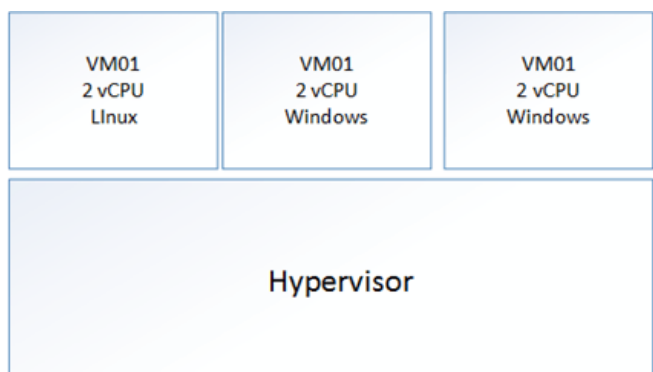 VM01
2 vCPU
LInux
VM01
2 vCPU
Windows
VM01
2 vCPU
Windows
Hypervisor